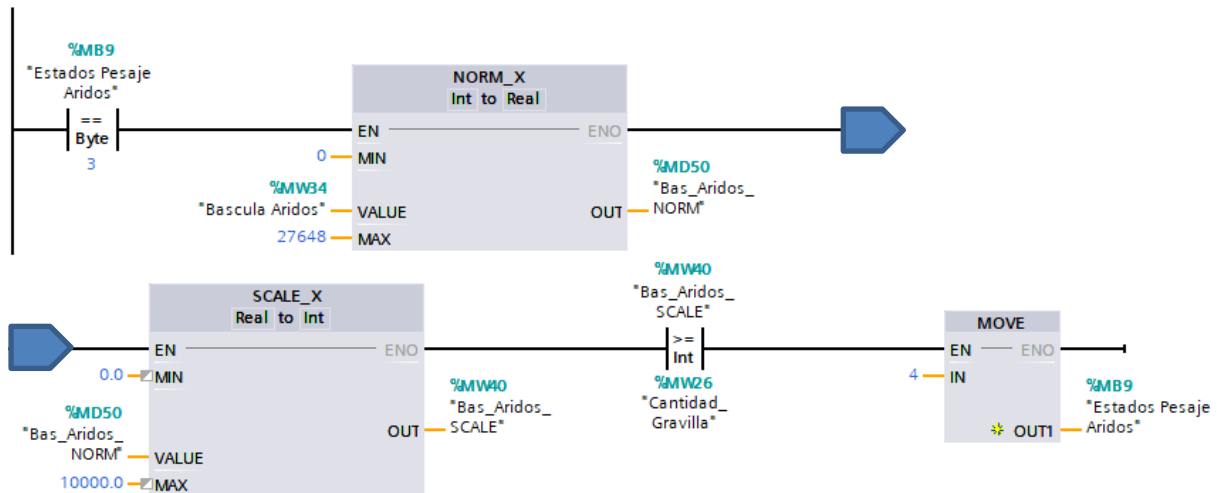 %MB9
"Estados Pesaje
Aridos"
==
Byte
3
NORM_X
Int to Real
EN
ENO
0
MIN
%MW34
"Bascula Aridos"
VALUE
27648
MAX
OUT
%MD50
"Bas_Aridos_
NORM"
SCALE_X
Real to Int
EN
ENO
0.0
MIN
%MD50
"Bas_Aridos_
NORM"
VALUE
10000.0
MAX
OUT
%MW40
"Bas_Aridos_
SCALE"
%MW40
"Bas_Aridos_
SCALE"
>=
Int
%MW26
"Cantidad_
Gravilla"
MOVE
EN
ENO
4
IN
OUT1
%MB9
"Estados Pesaje
Aridos"